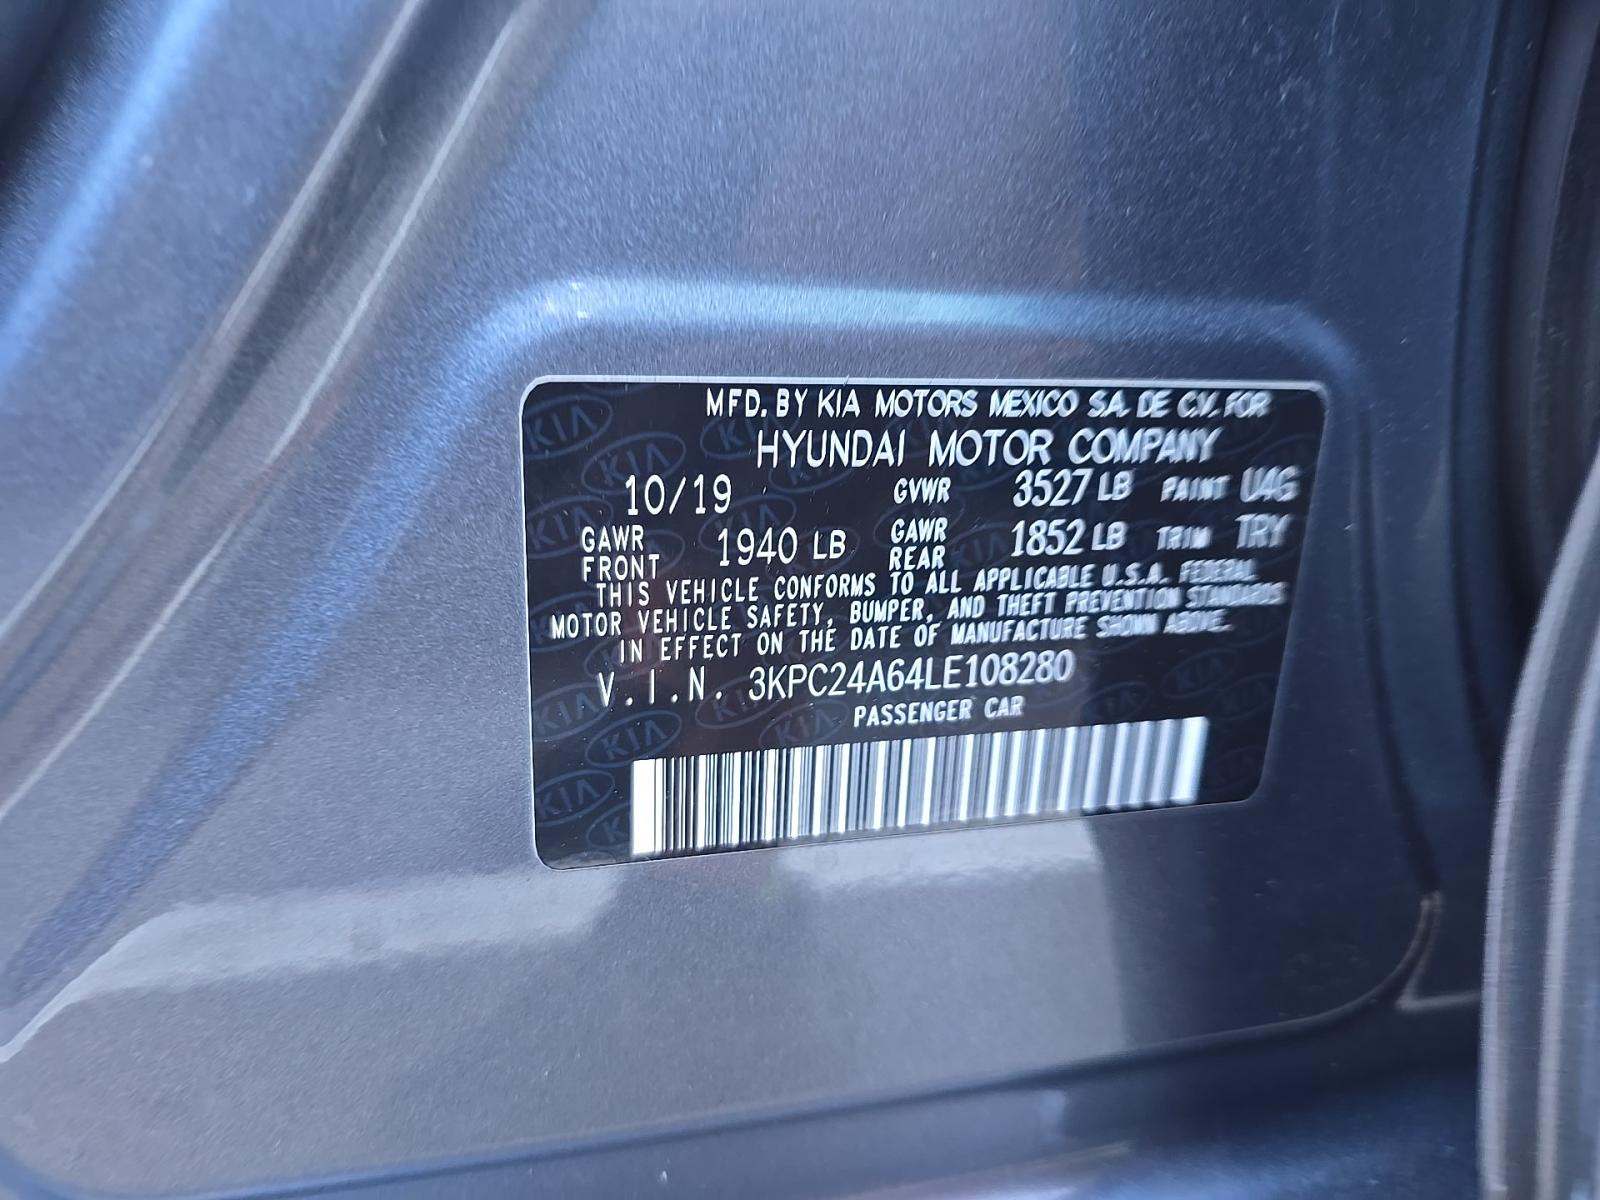 MFD. BY KIA MOTORS MEXICO S.A. DE C.V. FOR
HYUNDAI MOTOR COMPANY
10/19 GVWR 3527 LB PAINT U4G
GAWR FRONT 1940 LB GAWR REAR 1852 LB TRIM TRY
THIS VEHICLE CONFORMS TO ALL APPLICABLE U.S.A. FEDERAL
MOTOR VEHICLE SAFETY, BUMPER, AND THEFT PREVENTION STANDARDS
IN EFFECT ON THE DATE OF MANUFACTURE SHOWN ABOVE.
V.I.N. 3KPC24A64LE108280
PASSENGER CAR